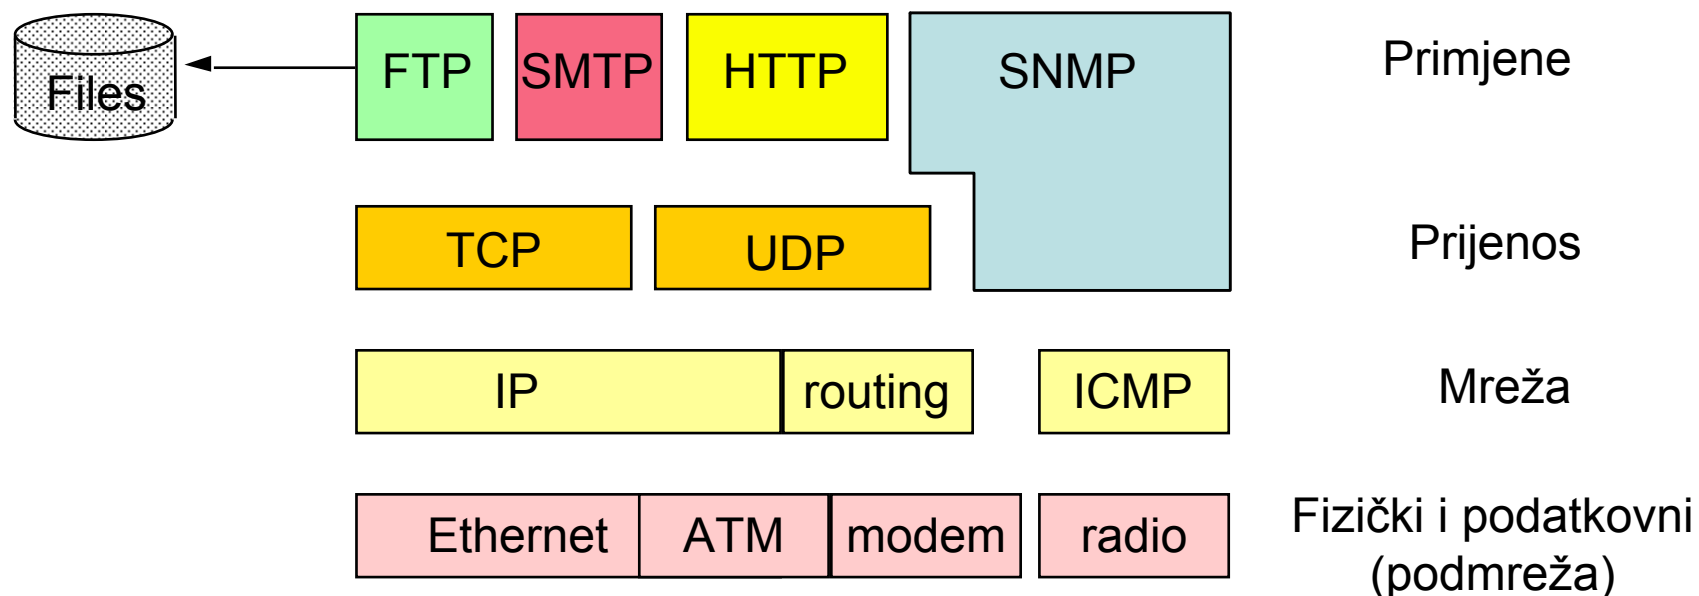 Files
FTP SMTP HTTP SNMP Primjene
TCP UDP Prijenos
IP routing ICMP Mreža
Ethernet ATM modem radio Fizički i podatkovni
(podmreža)